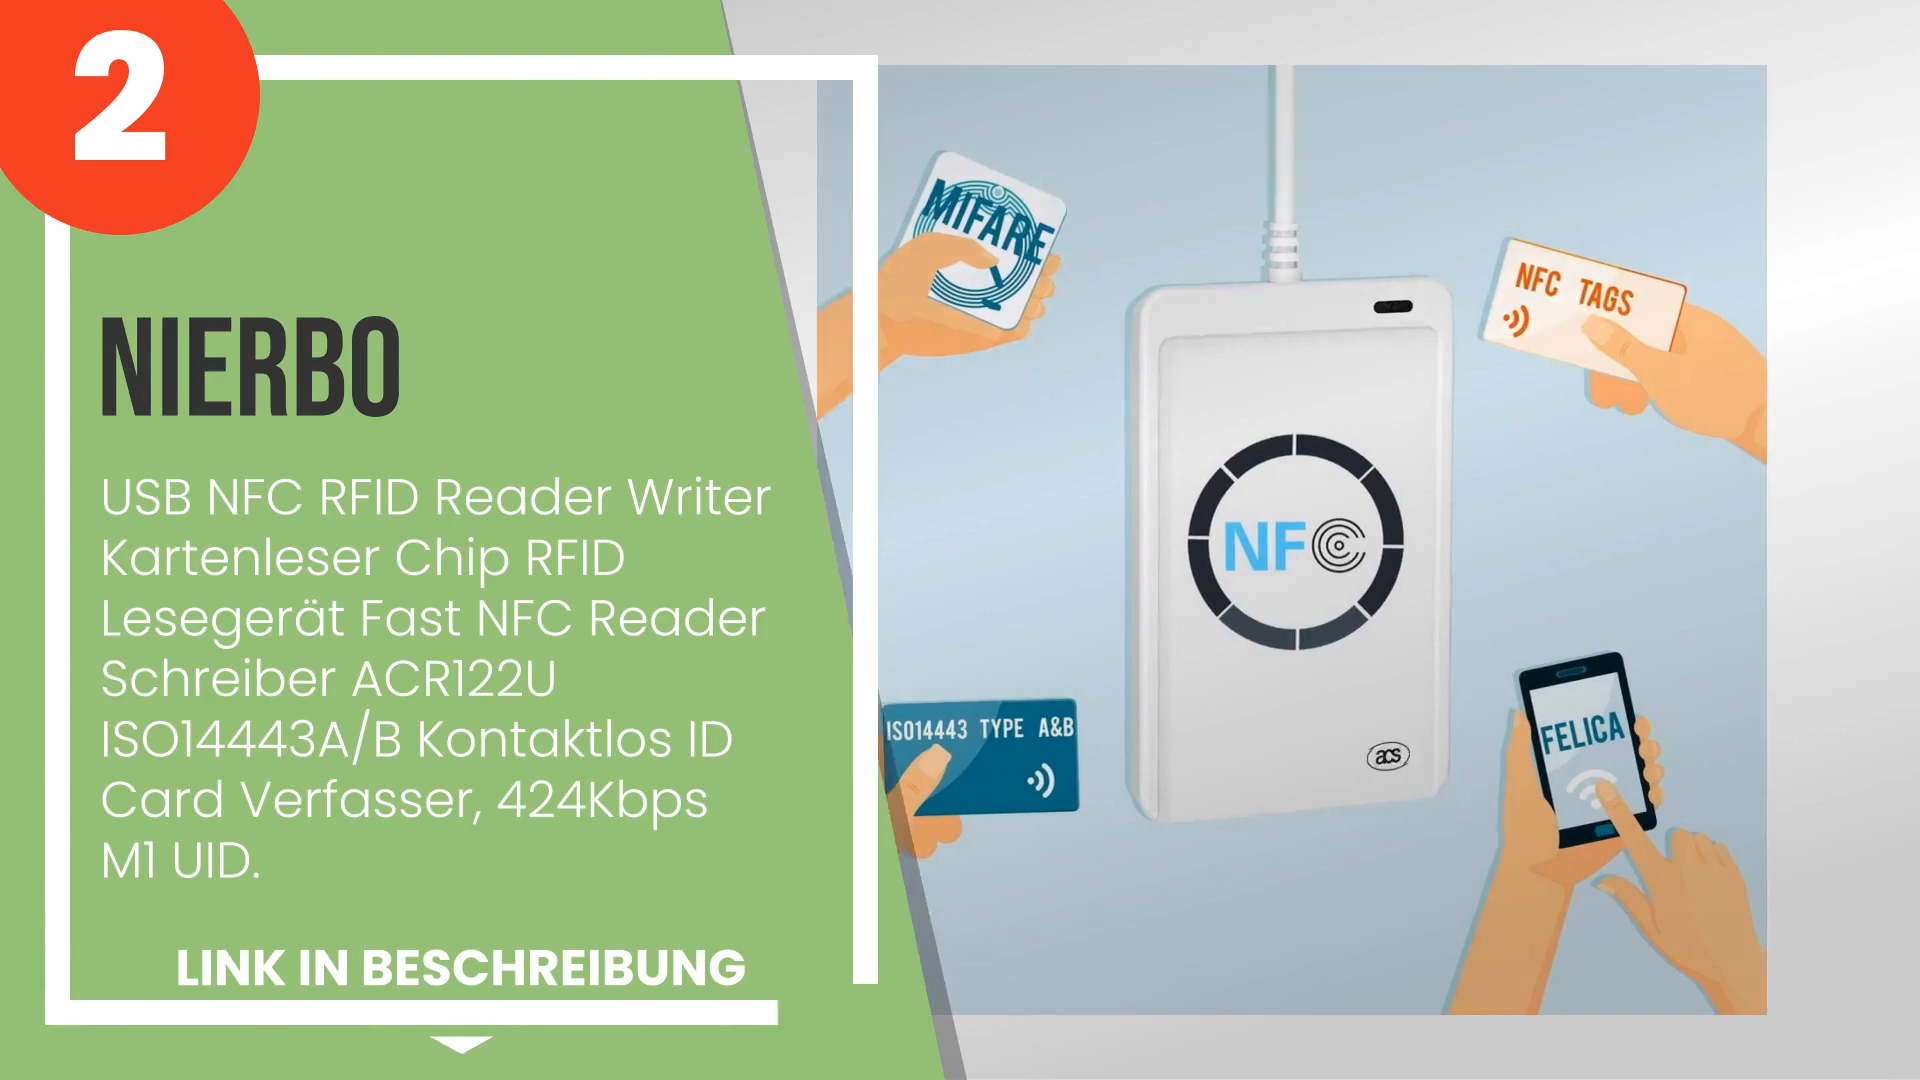 2
NIERBO
USB NFC RFID Reader Writer
Kartenleser Chip RFID
Lesegerät Fast NFC Reader
Schreiber ACR122U
ISO14443A/B Kontaktlos ID
Card Verfasser, 424Kbps
M1 UID.
LINK IN BESCHREIBUNG
MIFARE
NFC TAGS
NFC
ISO14443 TYPE A&B
FELICA
acs